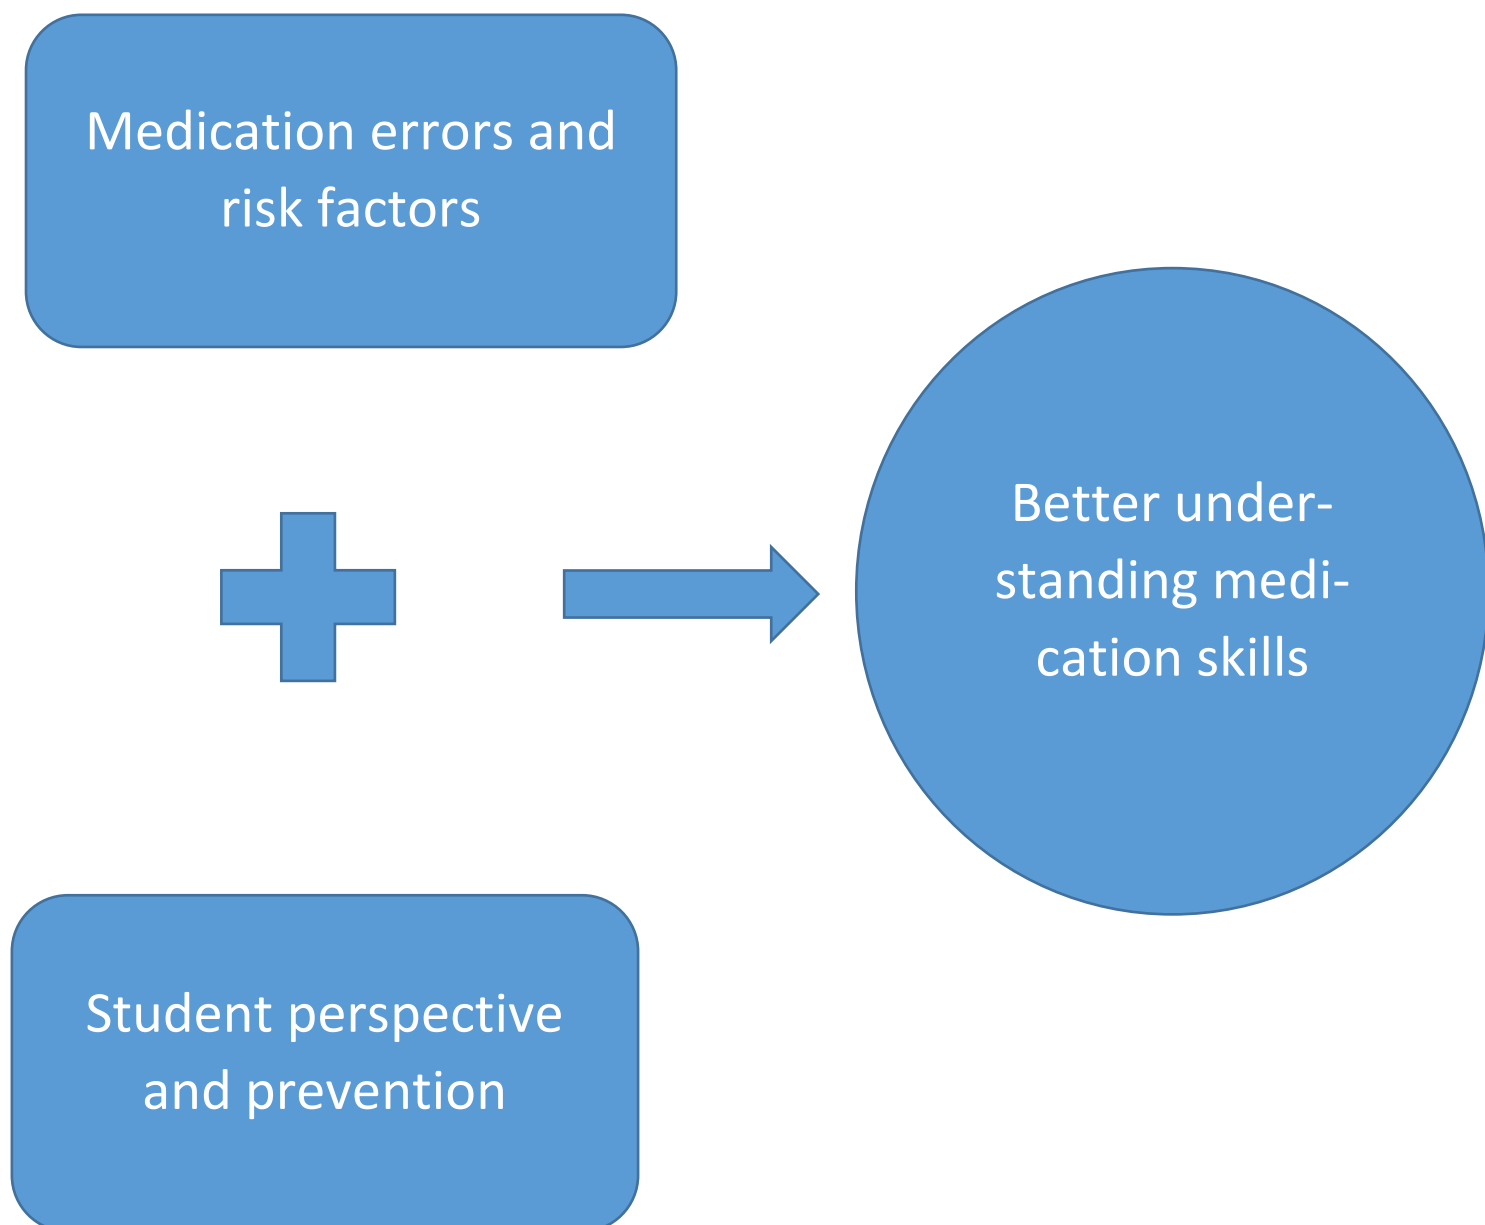 Medication errors and
risk factors
Better under-
standing medi-
cation skills
Student perspective
and prevention